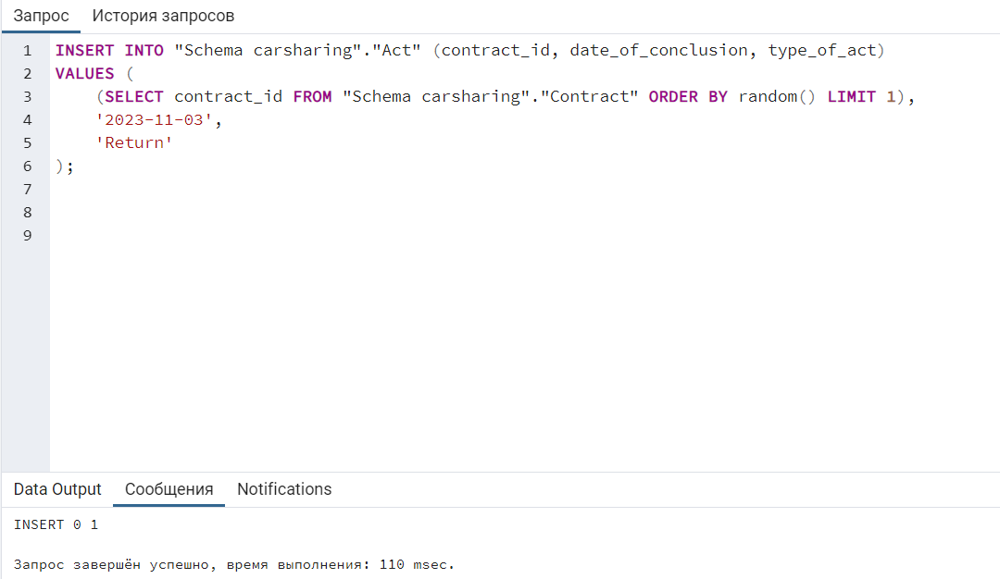 Запрос История запросов
1 INSERT INTO "Schema carsharing"."Act" (contract_id, date_of_conclusion, type_of_act)
2 VALUES (
3 (SELECT contract_id FROM "Schema carsharing"."Contract" ORDER BY random() LIMIT 1),
4 '2023-11-03',
5 'Return'
6 );
7
8
9
Data Output Сообщения Notifications
INSERT 0 1
Запрос завершён успешно, время выполнения: 110 msec.